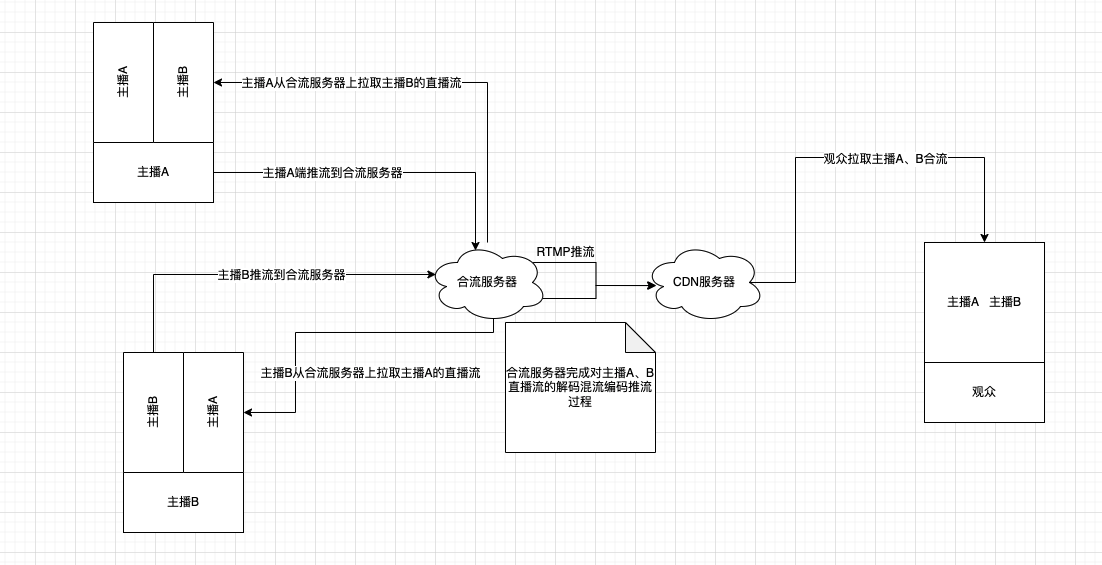 主播A
主播B
主播A从合流服务器上拉取主播B的直播流
主播A
主播A端推流到合流服务器
观众拉取主播A、B合流
RTMP推流
主播B推流到合流服务器
合流服务器
CDN服务器
主播A 主播B
主播B从合流服务器上拉取主播A的直播流
合流服务器完成对主播A、B
直播流的解码混流编码推流
过程
观众
主播B
主播A
主播B